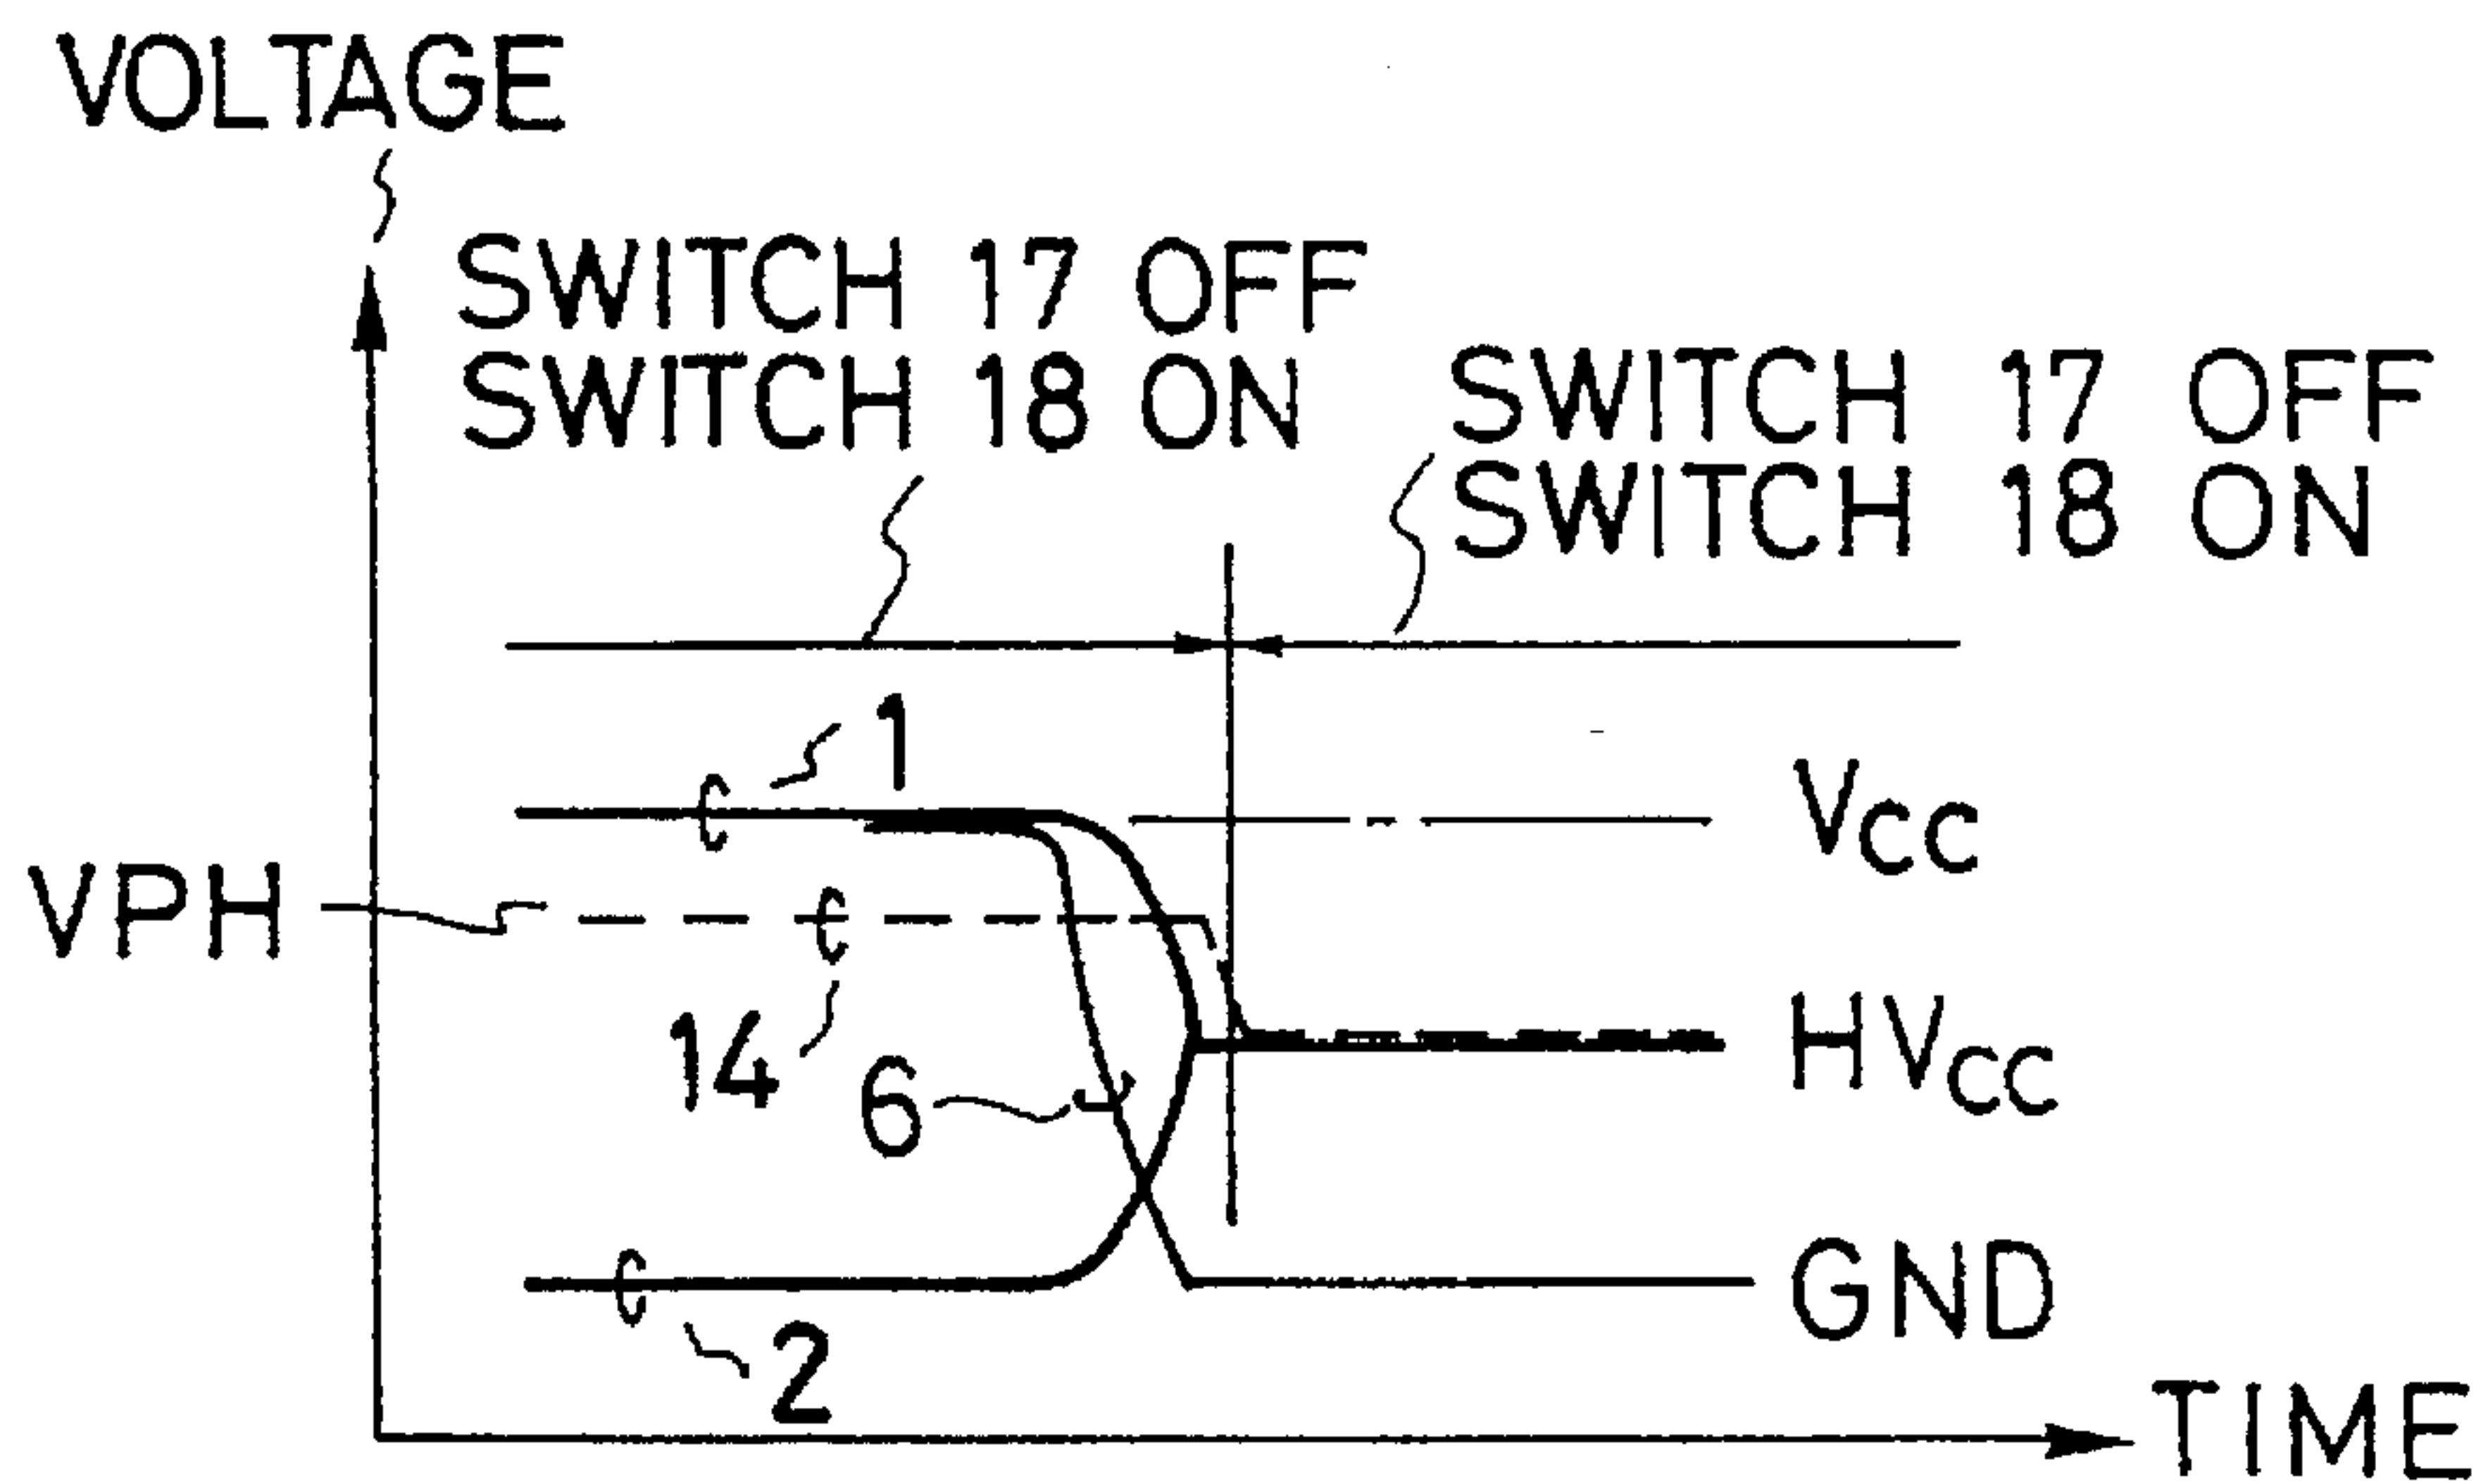 VOLTAGE
SWITCH 17 OFF
SWITCH 18 ON
SWITCH 17 OFF
SWITCH 18 ON
1
VCC
VPH
14
6
HVCC
2
GND
TIME